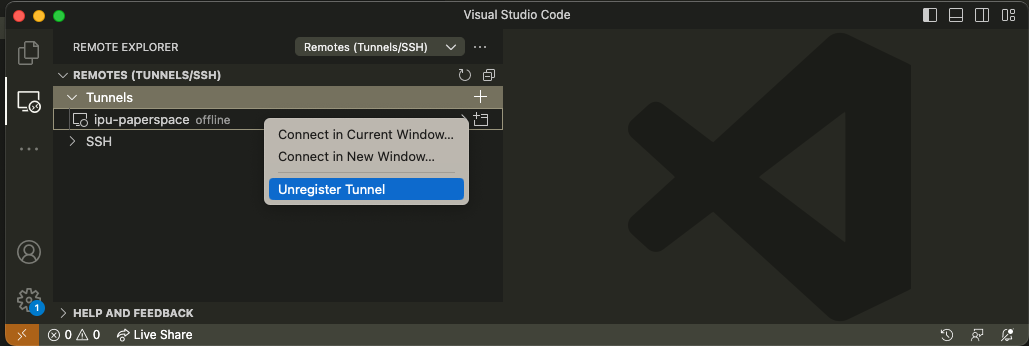 Visual Studio Code
REMOTE EXPLORER
Remotes (Tunnels/SSH)
REMOTES (TUNNELS/SSH)
Tunnels
ipu-paperspace offline
SSH
Connect in Current Window...
Connect in New Window...
Unregister Tunnel
1
HELP AND FEEDBACK
0 0 Live Share